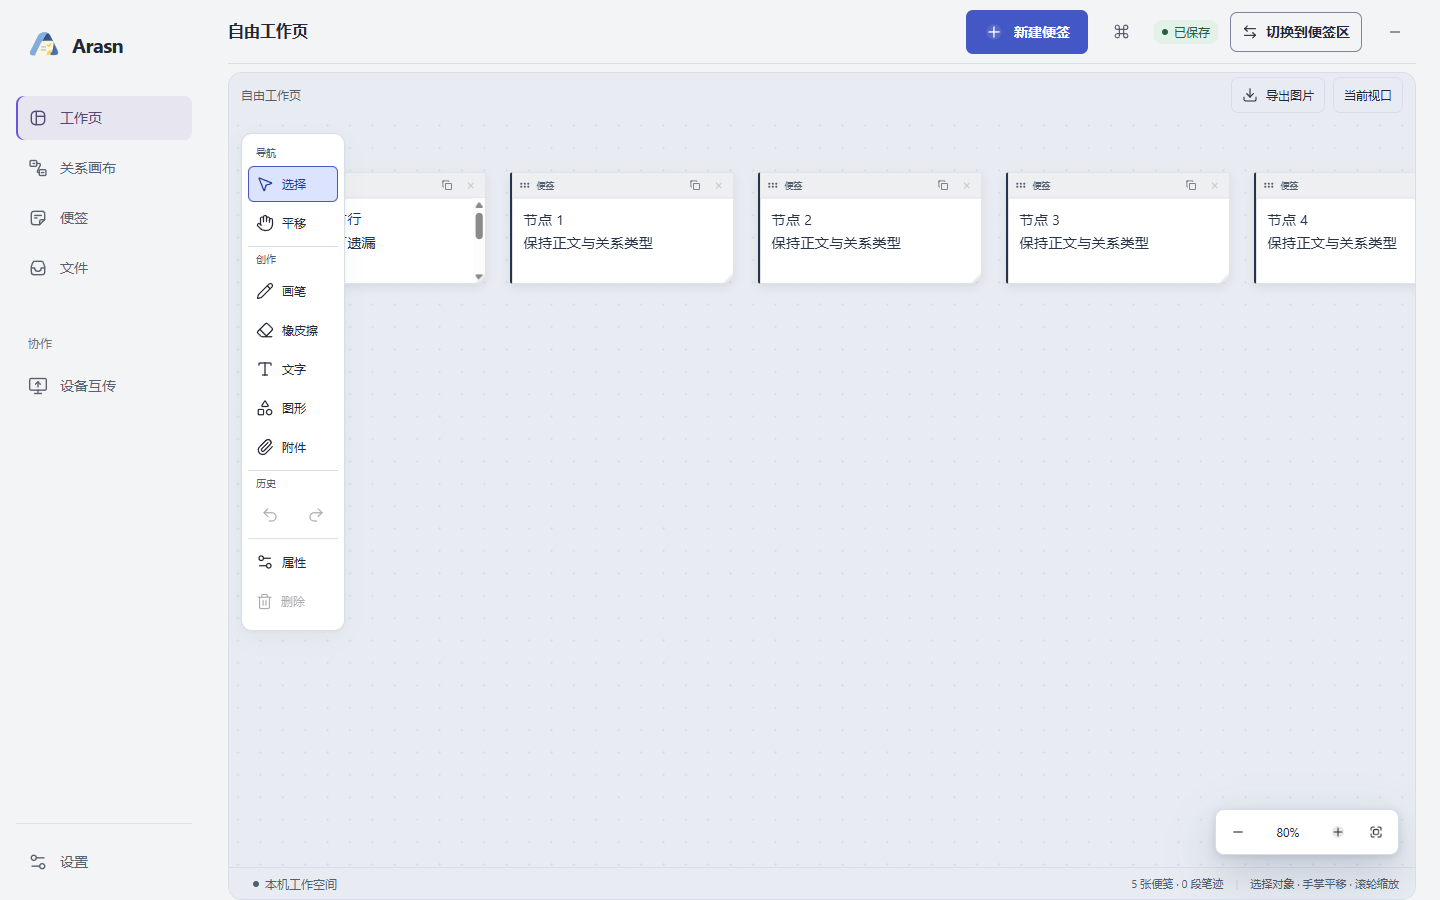 Arasn
工作页
关系画布
便签
文件
协作
设备互传
设置
自由工作页
新建便签
已保存
切换到便签区
自由工作页
导出图片
当前视口
导航
选择
平移
创作
画笔
橡皮擦
文字
图形
附件
历史
属性
删除
行
遗漏
便签
节点 1
保持正文与关系类型
便签
节点 2
保持正文与关系类型
便签
节点 3
保持正文与关系类型
便签
节点 4
保持正文与关系类型
80%
本机工作空间
5 张便笺 · 0 段笔迹
选择对象 · 手掌平移 · 滚轮缩放